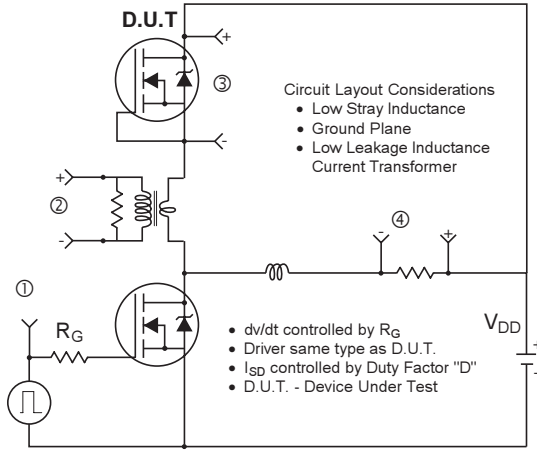 D.U.T
+
③
Circuit Layout Considerations
• Low Stray Inductance
• Ground Plane
• Low Leakage Inductance
Current Transformer
-
+
②
-
④
- +
①
R_G
• dv/dt controlled by R_G
• Driver same type as D.U.T.
• I_SD controlled by Duty Factor "D"
• D.U.T. - Device Under Test
V_DD
+
-